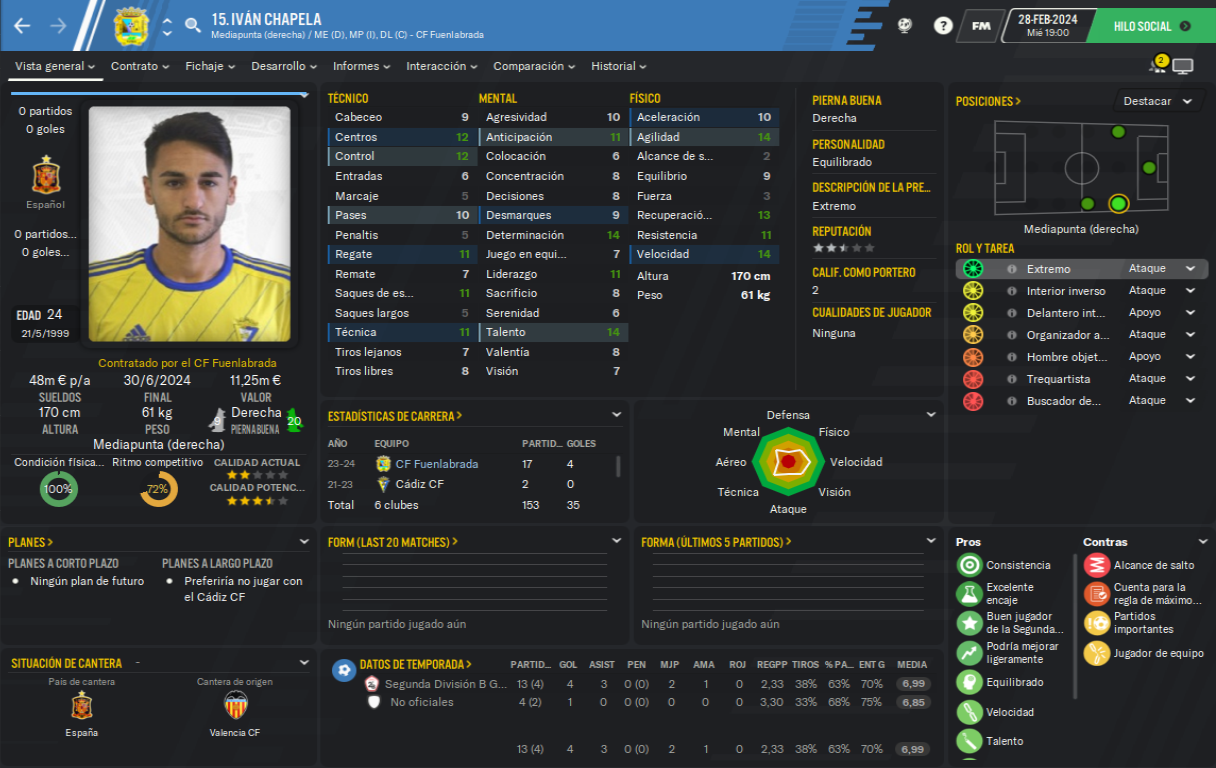 15. IVÁN CHAPELA
Mediapunta (derecha) / ME (D), MP (I), DL (C) - CF Fuenlabrada
?
FM
28-FEB-2024
Mié 19:00
HILO SOCIAL
Vista general Contrato Fichaje Desarrollo Informes Interacción Comparación Historial
2
0 partidos
0 goles
Español
0 partidos...
0 goles...
EDAD 24
21/5/1999
Contratado por el CF Fuenlabrada
48m € p/a 30/6/2024 11,25m €
SUELDOS FINAL VALOR
170 cm 61 kg 9 Derecha 20
ALTURA PESO PIERNA BUENA
Mediapunta (derecha)
Condición física... Ritmo competitivo CALIDAD ACTUAL
100% 72%
CALIDAD POTENC...
TÉCNICO
Cabeceo 9
Centros 12
Control 12
Entradas 6
Marcaje 5
Pases 10
Penaltis 5
Regate 11
Remate 7
Saques de es... 11
Saques largos 5
Técnica 11
Tiros lejanos 7
Tiros libres 8
MENTAL
Agresividad 10
Anticipación 11
Colocación 6
Concentración 8
Decisiones 8
Desmarques 9
Determinación 14
Juego en equi... 7
Liderazgo 11
Sacrificio 8
Serenidad 6
Talento 14
Valentía 8
Visión 7
FÍSICO
Aceleración 10
Agilidad 14
Alcance de s... 2
Equilibrio 9
Fuerza 3
Recuperació... 13
Resistencia 11
Velocidad 14
Altura 170 cm
Peso 61 kg
PIERNA BUENA
Derecha
PERSONALIDAD
Equilibrado
DESCRIPCIÓN DE LA PRE...
Extremo
REPUTACIÓN
CALIF. COMO PORTERO
2
CUALIDADES DE JUGADOR
Ninguna
POSICIONES >
Destacar
Mediapunta (derecha)
ROL Y TAREA
Extremo Ataque
Interior inverso Ataque
Delantero int... Apoyo
Organizador a... Ataque
Hombre objet... Apoyo
Trequartista Ataque
Buscador de... Ataque
ESTADÍSTICAS DE CARRERA >
AÑO EQUIPO PARTID... GOLES
23-24 CF Fuenlabrada 17 4
21-23 Cádiz CF 2 0
Total 6 clubes 153 35
Defensa
Mental Físico
Aéreo Velocidad
Técnica Visión
Ataque
PLANES >
PLANES A CORTO PLAZO PLANES A LARGO PLAZO
• Ningún plan de futuro
• Preferiría no jugar con
el Cádiz CF
FORM (LAST 20 MATCHES) >
Ningún partido jugado aún
FORMA (ÚLTIMOS 5 PARTIDOS) >
Ningún partido jugado aún
Pros
Consistencia
Excelente
encaje
Buen jugador
de la Segunda...
Podría mejorar
ligeramente
Equilibrado
Velocidad
Talento
Contras
Alcance de salto
Cuenta para la
regla de máximo...
Partidos
importantes
Jugador de equipo
SITUACIÓN DE CANTERA -
País de cantera Cantera de origen
España Valencia CF
DATOS DE TEMPORADA > PARTID... GOL ASIST PEN MJP AMA ROJ REGPP TIROS % PA... ENT G MEDIA
Segunda División B G... 13 (4) 4 3 0 (0) 2 1 0 2,33 38% 63% 70% 6,99
No oficiales 4 (2) 1 0 0 (0) 0 0 0 3,30 33% 68% 75% 6,85
13 (4) 4 3 0 (0) 2 1 0 2,33 38% 63% 70% 6,99